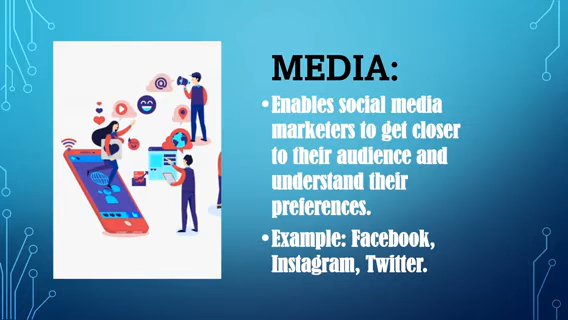 MEDIA:
•Enables social media
marketers to get closer
to their audience and
understand their
preferences.
•Example: Facebook,
Instagram, Twitter.